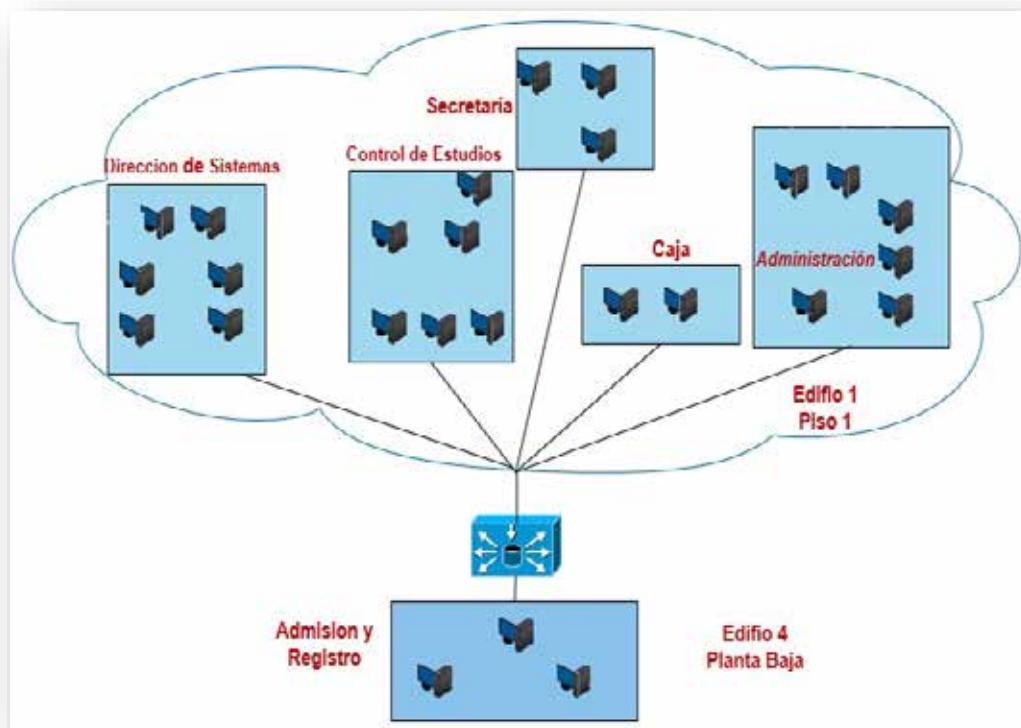 Secretaria
Control de Estudios
Direccion de Sistemas
Caja
Administración
Edifio 1
Piso 1
Admision y
Registro
Edifio 4
Planta Baja